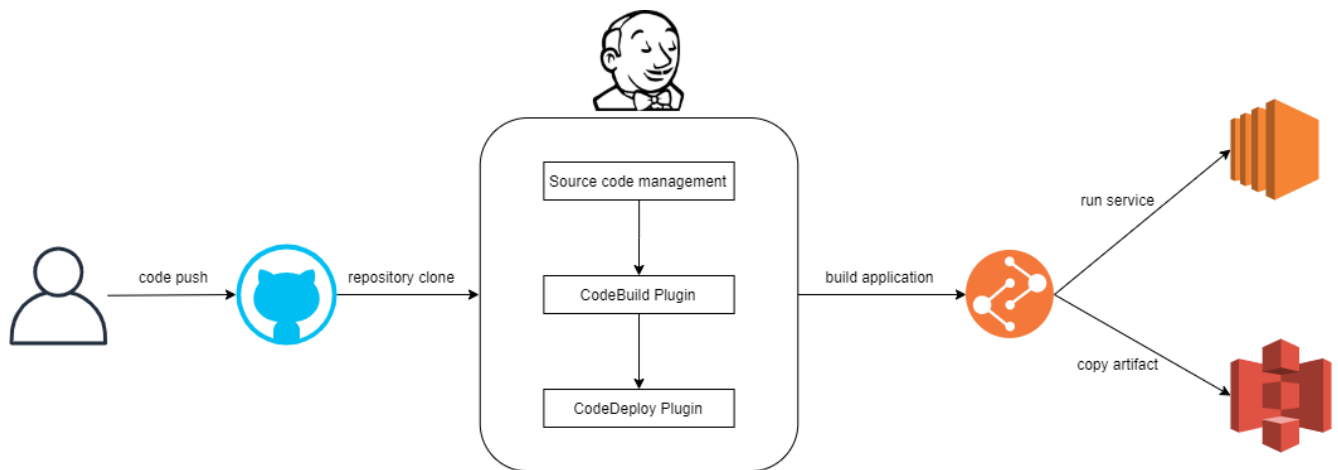 code push
repository clone
Source code management
CodeBuild Plugin
CodeDeploy Plugin
build application
run service
copy artifact